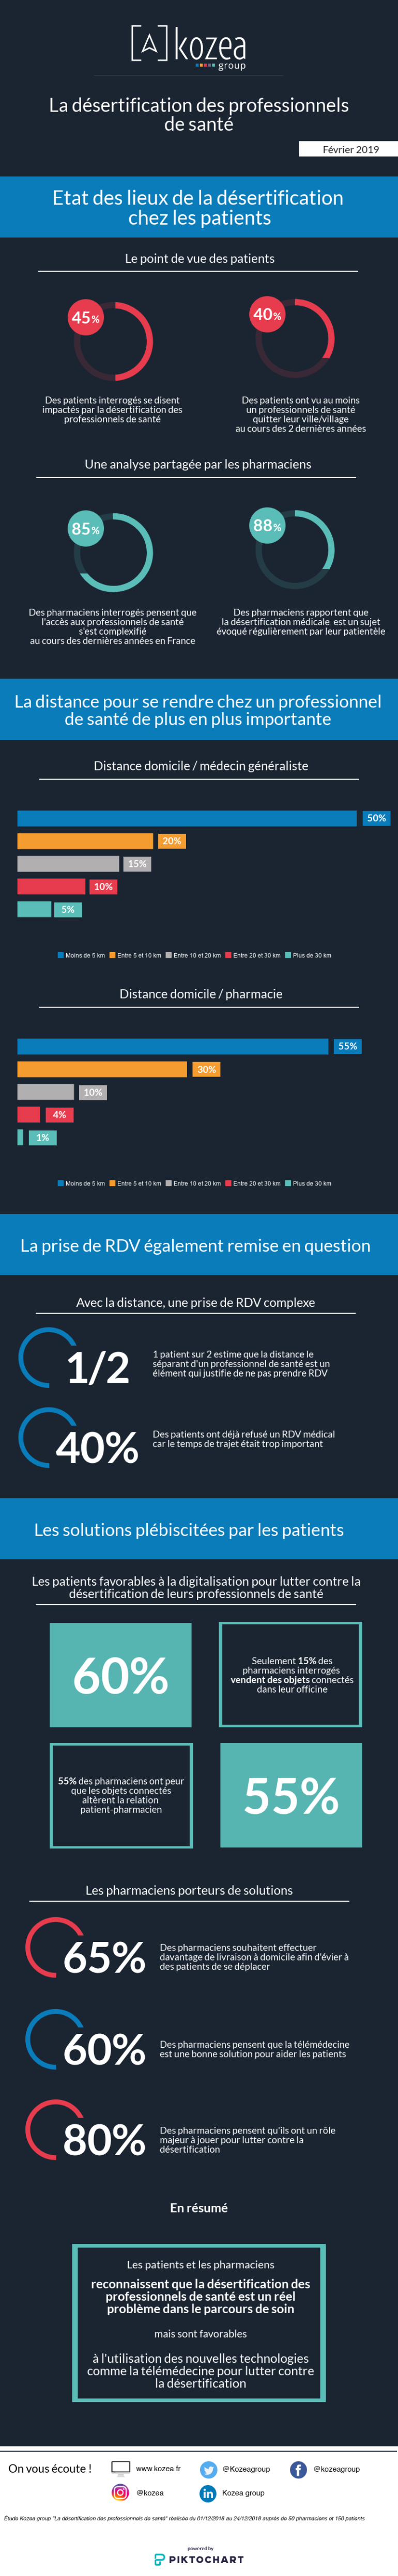 [A]kozea
group
La désertification des professionnels
de santé
Février 2019
Etat des lieux de la désertification
chez les patients
Le point de vue des patients
45%
40%
Des patients interrogés se disent
impactés par la désertification des
professionnels de santé
Des patients ont vu au moins
un professionnels de santé
quitter leur ville/village
au cours des 2 dernières années
Une analyse partagée par les pharmaciens
85%
88%
Des pharmaciens interrogés pensent que
l'accès aux professionnels de santé
s'est complexifié
au cours des dernières années en France
Des pharmaciens rapportent que
la désertification médicale est un sujet
évoqué régulièrement par leur patientèle
La distance pour se rendre chez un professionnel
de santé de plus en plus importante
Distance domicile / médecin généraliste
50%
20%
15%
10%
5%
Moins de 5 km Entre 5 et 10 km Entre 10 et 20 km Entre 20 et 30 km Plus de 30 km
Distance domicile / pharmacie
55%
30%
10%
4%
1%
Moins de 5 km Entre 5 et 10 km Entre 10 et 20 km Entre 20 et 30 km Plus de 30 km
La prise de RDV également remise en question
Avec la distance, une prise de RDV complexe
1/2
1 patient sur 2 estime que la distance le
séparant d'un professionnel de santé est un
élément qui justifie de ne pas prendre RDV
40%
Des patients ont déjà refusé un RDV médical
car le temps de trajet était trop important
Les solutions plébiscitées par les patients
Les patients favorables à la digitalisation pour lutter contre la
désertification de leurs professionnels de santé
60%
Seulement 15% des
pharmaciens interrogés
vendent des objets connectés
dans leur officine
55% des pharmaciens ont peur
que les objets connectés
altèrent la relation
patient-pharmacien
55%
Les pharmaciens porteurs de solutions
65%
Des pharmaciens souhaitent effectuer
davantage de livraison à domicile afin d'évier à
des patients de se déplacer
60%
Des pharmaciens pensent que la télémédecine
est une bonne solution pour aider les patients
80%
Des pharmaciens pensent qu'ils ont un rôle
majeur à jouer pour lutter contre la
désertification
En résumé
Les patients et les pharmaciens
reconnaissent que la désertification des
professionnels de santé est un réel
problème dans le parcours de soin
mais sont favorables
à l'utilisation des nouvelles technologies
comme la télémédecine pour lutter contre
la désertification
On vous écoute !
www.kozea.fr
@Kozeagroup
@kozeagroup
@kozea
Kozea group
Étude Kozea group "La désertification des professionnels de santé" réalisée du 01/12/2018 au 24/12/2018 auprès de 50 pharmaciens et 150 patients
powered by
PIKTOCHART